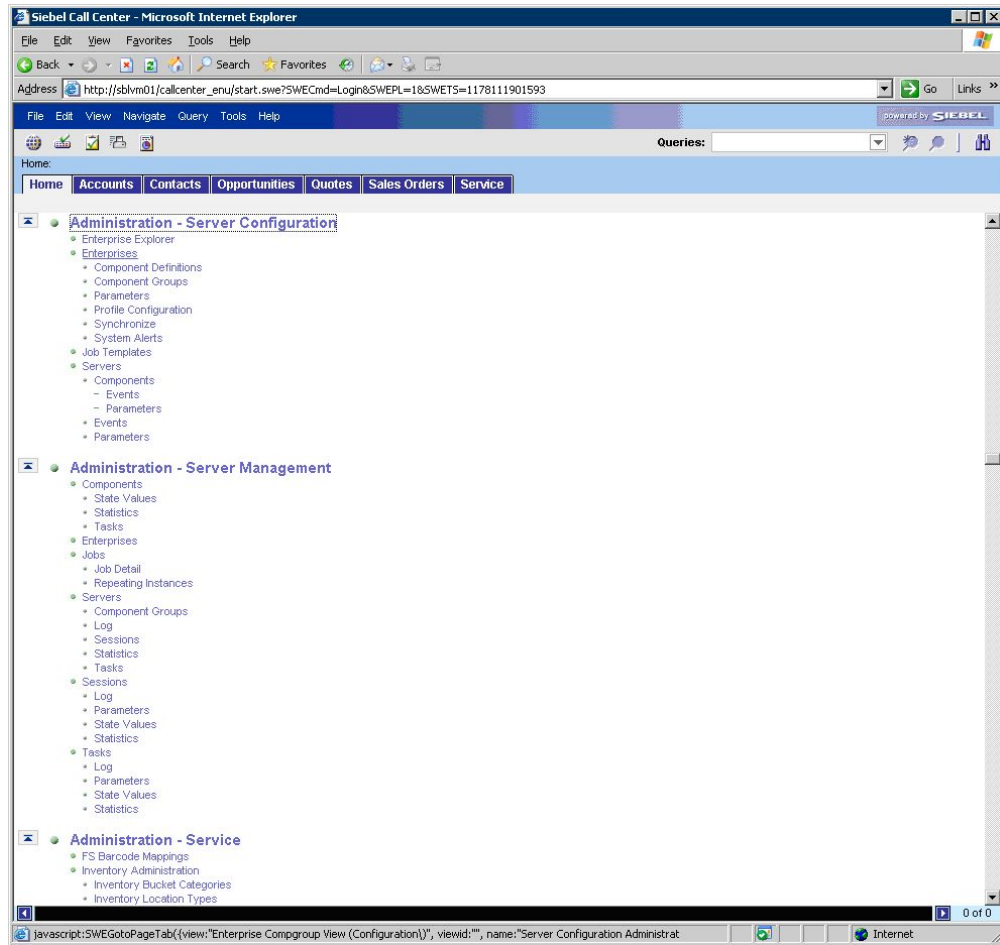 Siebel Call Center - Microsoft Internet Explorer
File Edit View Favorites Tools Help
Back Search Favorites
Address http://sblvm01/callcenter_enu/start.swe?SWECmd=Login&SWEPL=1&SWETS=1178111901593 Go Links »
File Edit View Navigate Query Tools Help powered by SIEBEL
Queries:
Home:
Home Accounts Contacts Opportunities Quotes Sales Orders Service
Administration - Server Configuration
Enterprise Explorer
Enterprises
Component Definitions
Component Groups
Parameters
Profile Configuration
Synchronize
System Alerts
Job Templates
Servers
Components
Events
Parameters
Events
Parameters
Administration - Server Management
Components
State Values
Statistics
Tasks
Enterprises
Jobs
Job Detail
Repeating Instances
Servers
Component Groups
Log
Sessions
Statistics
Tasks
Sessions
Log
Parameters
State Values
Statistics
Tasks
Log
Parameters
State Values
Statistics
Administration - Service
FS Barcode Mappings
Inventory Administration
Inventory Bucket Categories
Inventory Location Types
0 of 0
javascript:SWEGotoPageTab({view:"Enterprise Compgroup View (Configuration\)", viewid:"", name:"Server Configuration Administrat Internet